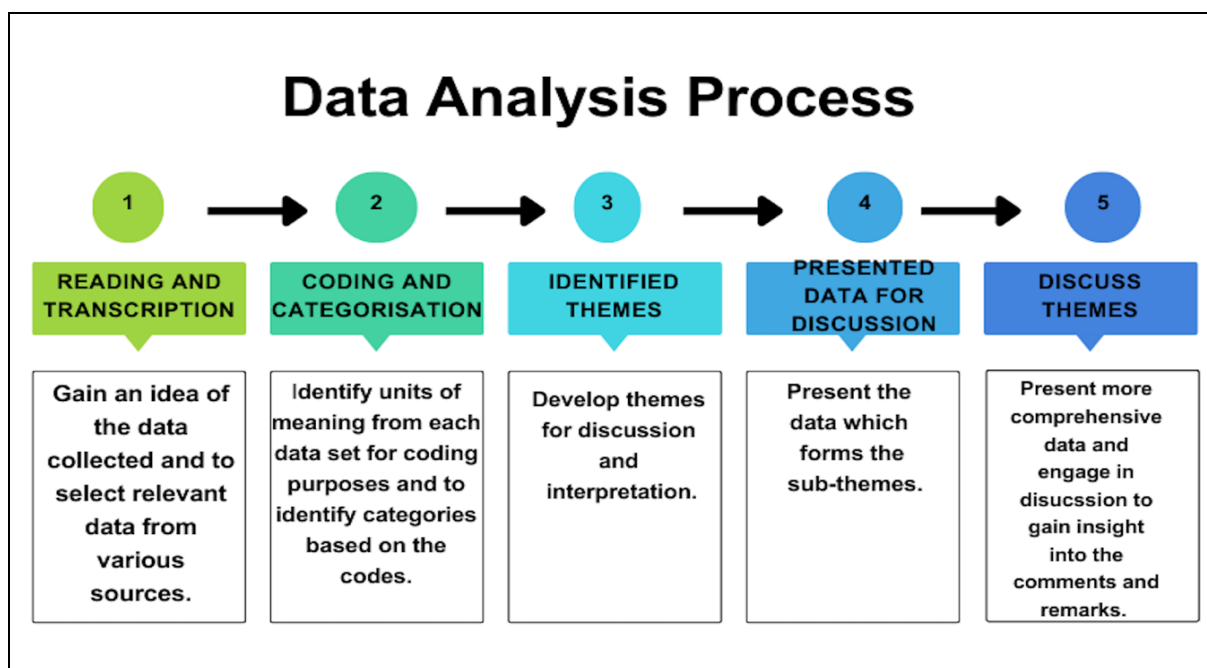 Data Analysis Process
1
2
3
4
5
READING AND
TRANSCRIPTION
CODING AND
CATEGORISATION
IDENTIFIED
THEMES
PRESENTED
DATA FOR
DISCUSSION
DISCUSS
THEMES
Gain an idea of
the data
collected and to
select relevant
data from
various
sources.
Identify units of
meaning from each
data set for coding
purposes and to
identify categories
based on the
codes.
Develop themes
for discussion
and
interpretation.
Present the
data which
forms the
sub-themes.
Present more
comprehensive
data and
engage in
disucssion to
gain insight
into the
comments and
remarks.